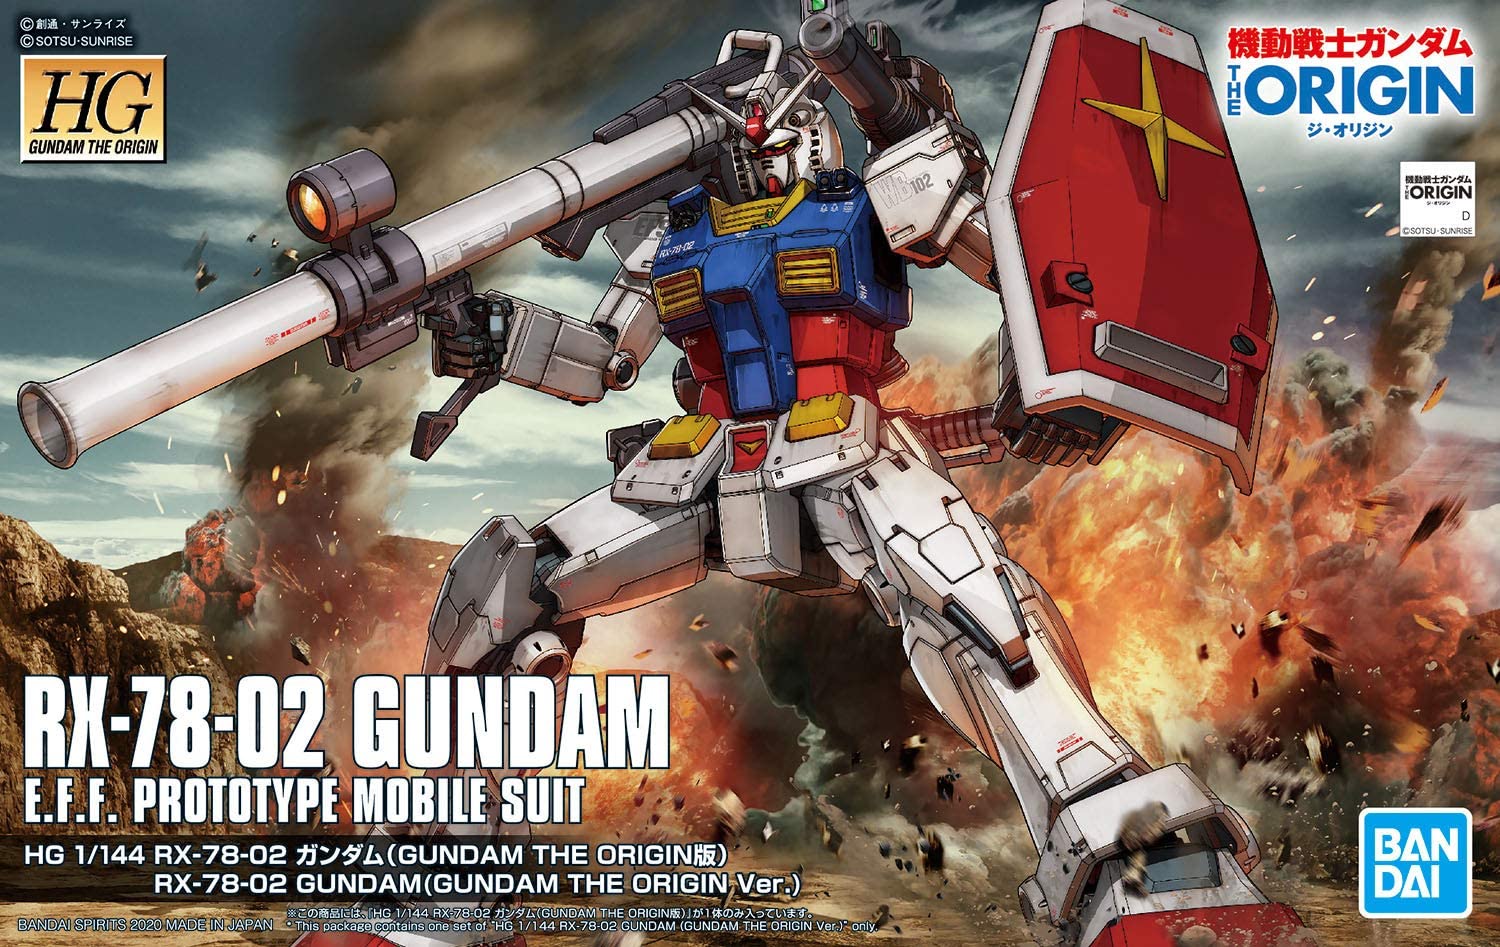 ©創通・サンライズ
©SOTSU・SUNRISE
HG
GUNDAM THE ORIGIN
機動戦士ガンダム
THE ORIGIN
ジ・オリジン
機動戦士ガンダム
THE ORIGIN
ジ・オリジン
D
©SOTSU・SUNRISE
WB 102
RX-78-02
RX-78-02 GUNDAM
E.F.F. PROTOTYPE MOBILE SUIT
HG 1/144 RX-78-02 ガンダム(GUNDAM THE ORIGIN版)
RX-78-02 GUNDAM(GUNDAM THE ORIGIN Ver.)
BANDAI SPIRITS 2020 MADE IN JAPAN
※この商品には、「HG 1/144 RX-78-02 ガンダム(GUNDAM THE ORIGIN版)」が1体のみ入っています。
* This package contains one set of "HG 1/144 RX-78-02 GUNDAM (GUNDAM THE ORIGIN Ver.)" only.
BAN
DAI